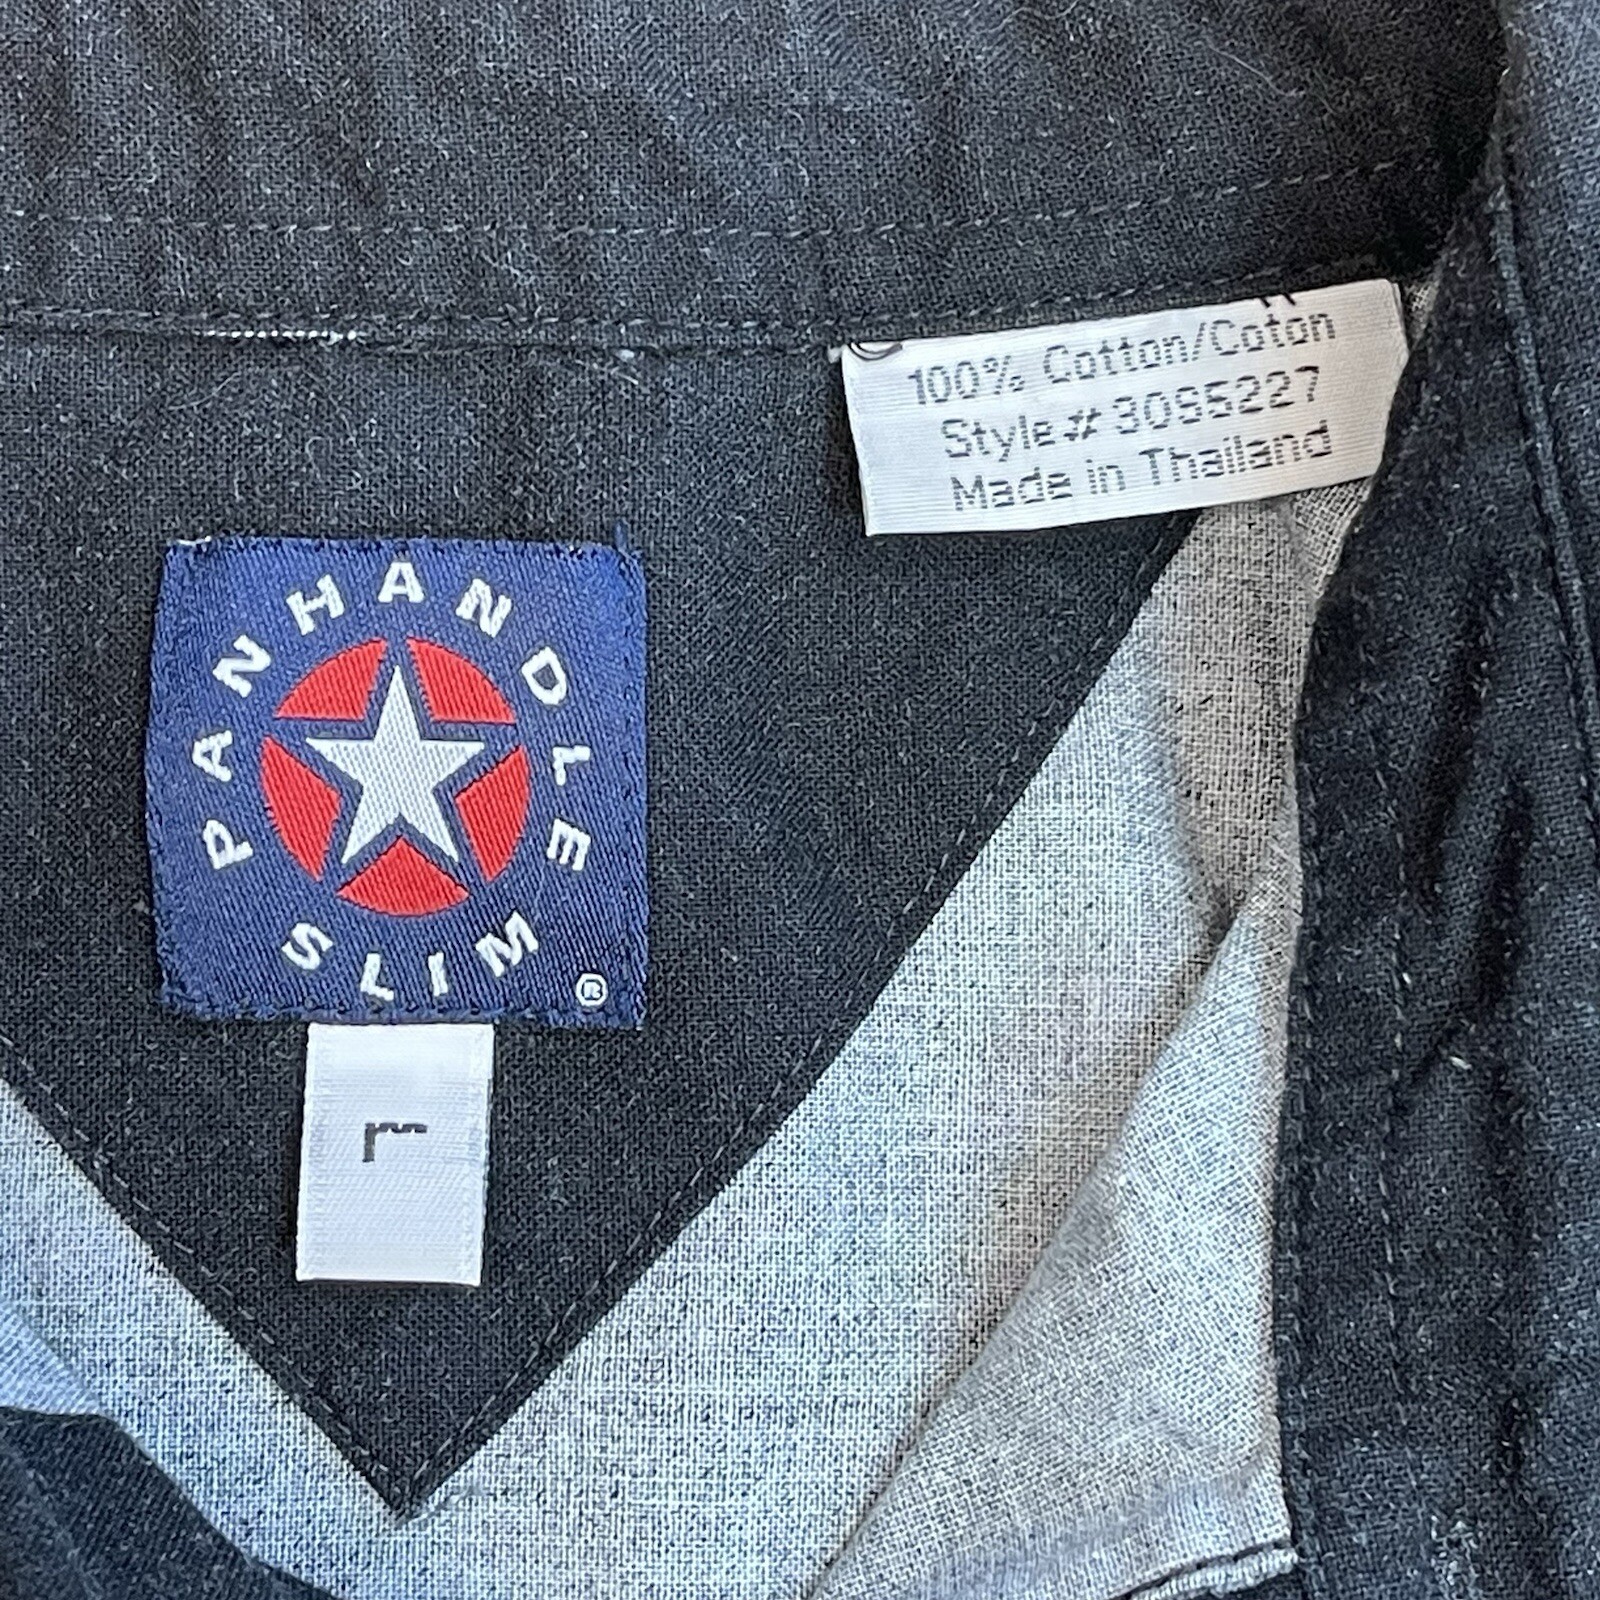 100% Cotton/Coton
Style# 3085227
Made in Thailand
PANHANDLE
SLIM
®
L